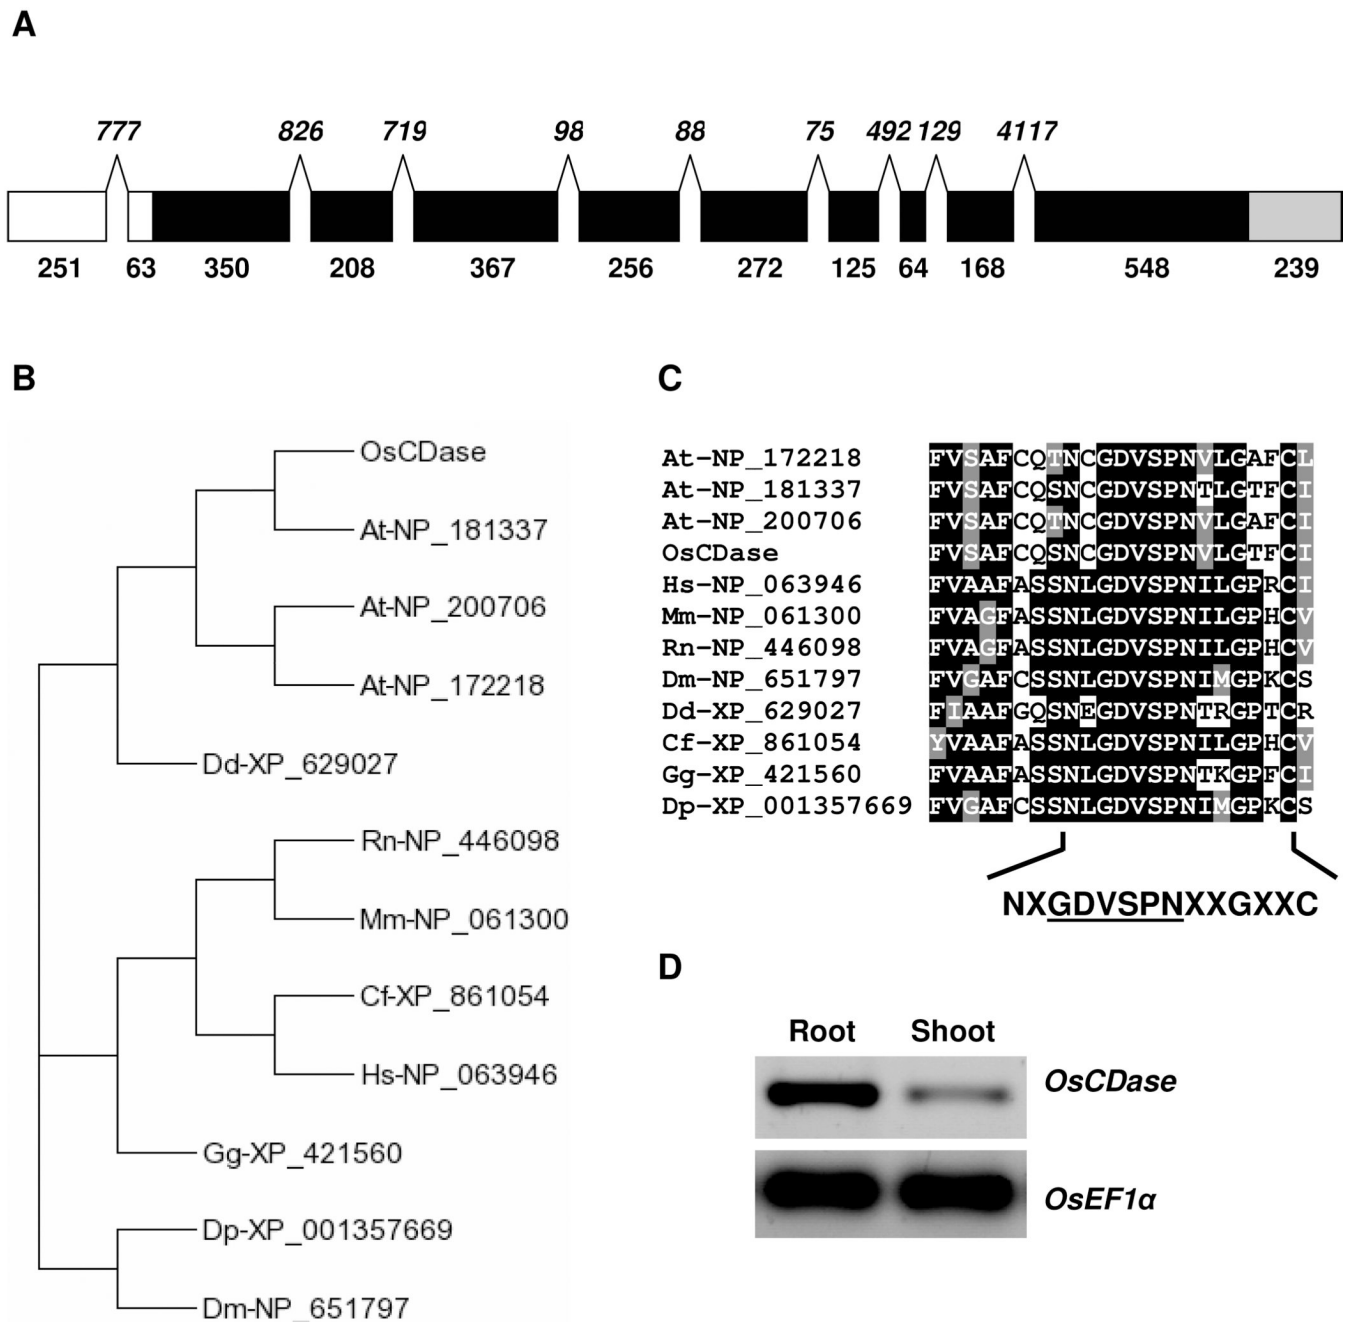 A
777 826 719 98 88 75 492 129 4117
251 63 350 208 367 256 272 125 64 168 548 239
B
OsCDase
At-NP_181337
At-NP_200706
At-NP_172218
Dd-XP_629027
Rn-NP_446098
Mm-NP_061300
Cf-XP_861054
Hs-NP_063946
Gg-XP_421560
Dp-XP_001357669
Dm-NP_651797
C
At-NP_172218 FVSAFCQTNCGDVSPNVLGAFCL
At-NP_181337 FVSAFCQSNCGDVSPNTLGTFCI
At-NP_200706 FVSAFCQTNCGDVSPNVLGAFCI
OsCDase FVSAFCQSNCGDVSPNVLGTFCI
Hs-NP_063946 FVAAFASSNLGDVSPNILGPRCI
Mm-NP_061300 FVAGFASSNLGDVSPNILGPHCV
Rn-NP_446098 FVAGFASSNLGDVSPNILGPHCV
Dm-NP_651797 FVGAFCSSNLGDVSPNIMGPKCS
Dd-XP_629027 FIAAFGQSNEGDVSPNTRGPTCR
Cf-XP_861054 YVAAFASSNLGDVSPNILGPHCV
Gg-XP_421560 FVAAFASSNLGDVSPNTKGPFCI
Dp-XP_001357669 FVGAFCSSNLGDVSPNIMGPKCS
NXGDVSPNXXGXXC
D
Root Shoot
OsCDase
OsEF1α